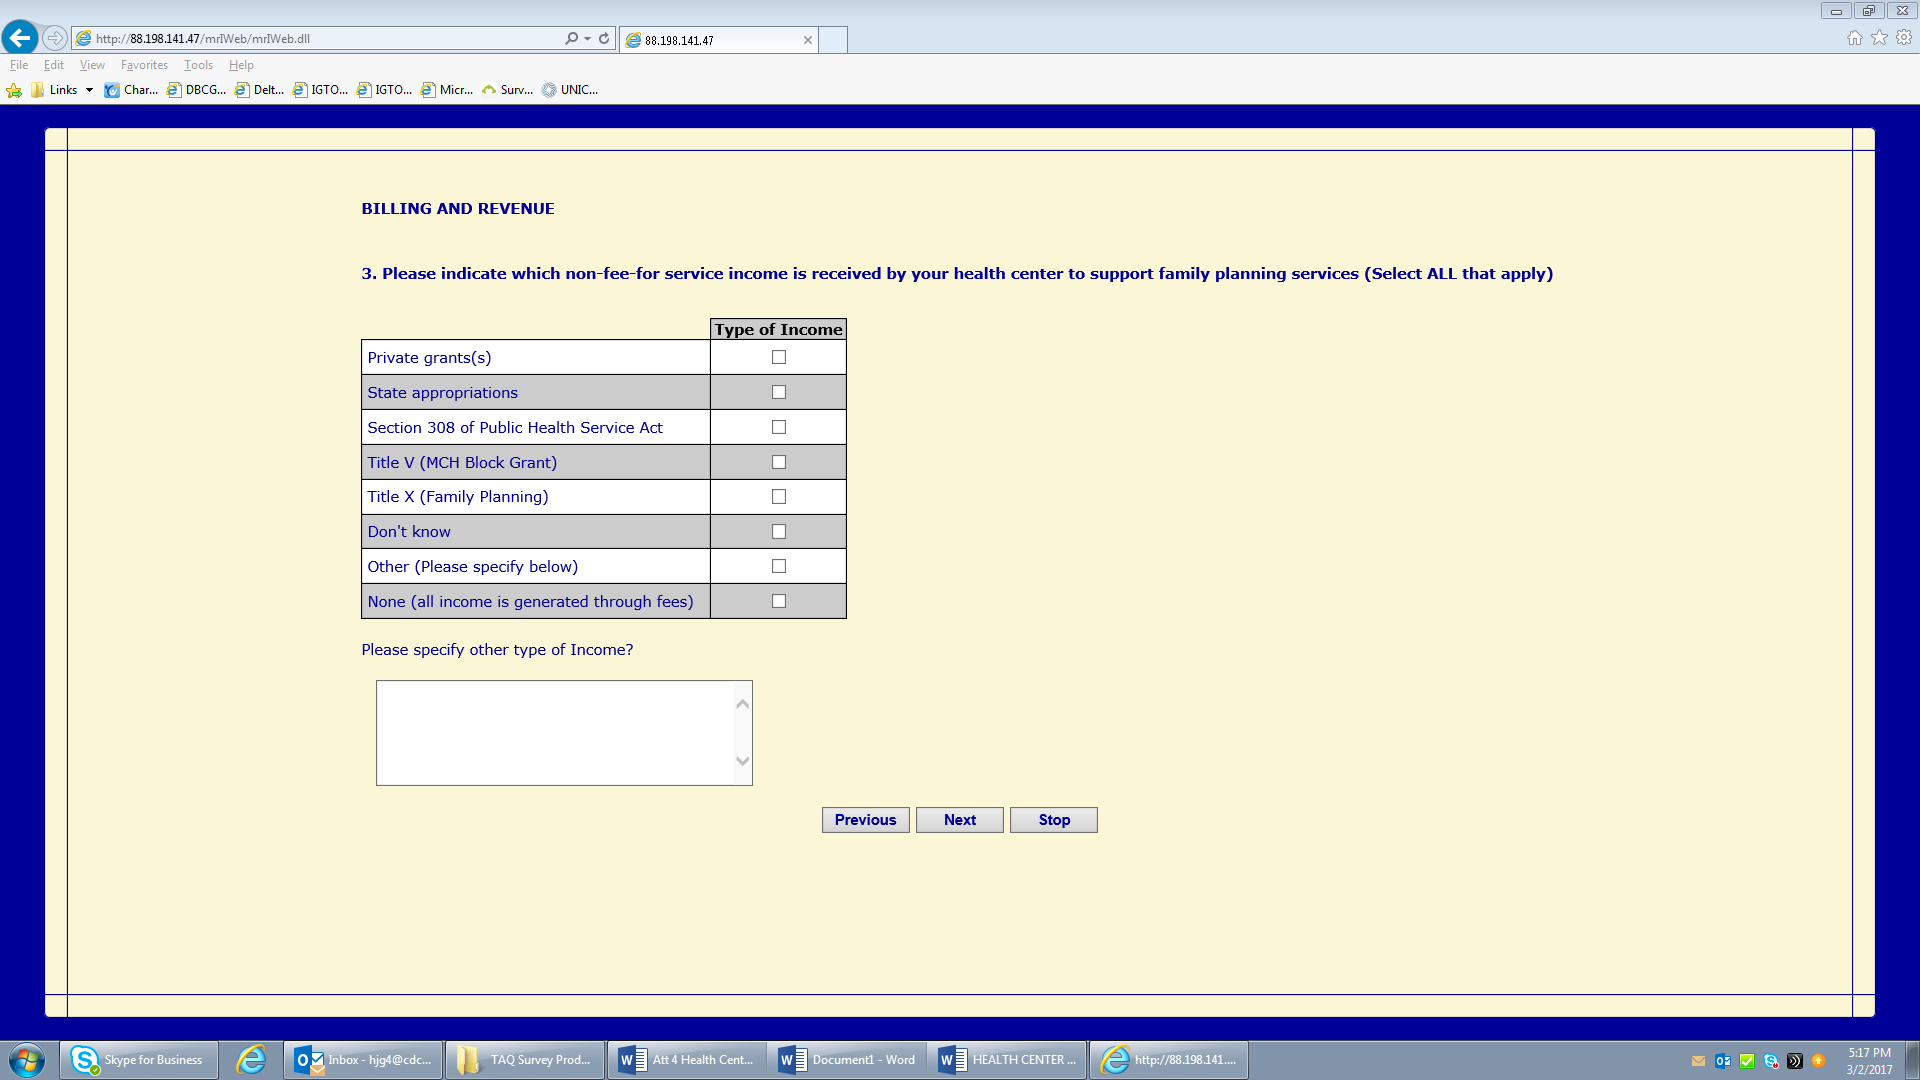 http://88.198.141.47/mrIWeb/mrIWeb.dll
88.198.141.47
File Edit View Favorites Tools Help
Links Char... DBCG... Delt... IGTO... IGTO... Micr... Surv... UNIC...
BILLING AND REVENUE
3. Please indicate which non-fee-for service income is received by your health center to support family planning services (Select ALL that apply)
Type of Income
Private grants(s)
State appropriations
Section 308 of Public Health Service Act
Title V (MCH Block Grant)
Title X (Family Planning)
Don't know
Other (Please specify below)
None (all income is generated through fees)
Please specify other type of Income?
Previous Next Stop
Skype for Business Inbox - hjg4@cdc... TAQ Survey Prod... Att 4 Health Cent... Document1 - Word HEALTH CENTER ... http://88.198.141....
5:17 PM
3/2/2017